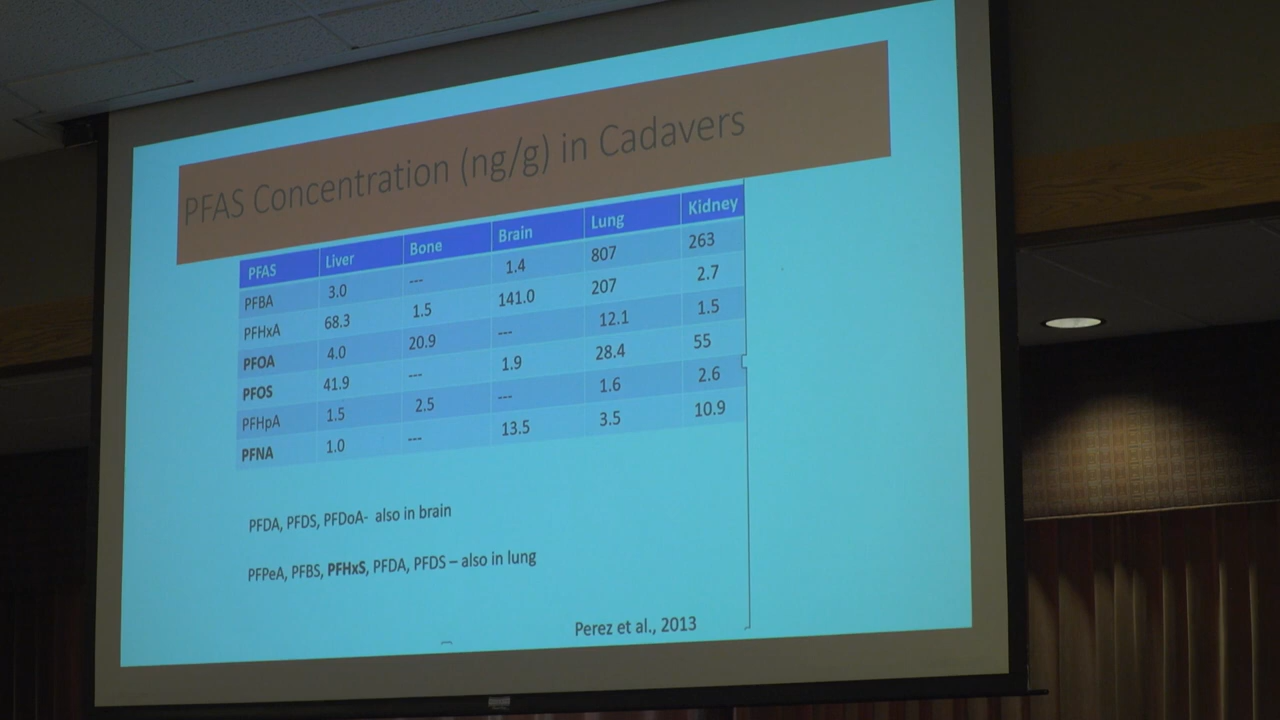 PFAS Concentration (ng/g) in Cadavers
PFAS Liver Bone Brain Lung Kidney
PFBA 3.0 --- 1.4 807 263
PFHxA 68.3 1.5 141.0 207 2.7
PFOA 4.0 20.9 --- 12.1 1.5
PFOS 41.9 --- 1.9 28.4 55
PFHpA 1.5 2.5 --- 1.6 2.6
PFNA 1.0 --- 13.5 3.5 10.9
PFDA, PFDS, PFDoA- also in brain
PFPeA, PFBS, PFHxS, PFDA, PFDS – also in lung
Perez et al., 2013